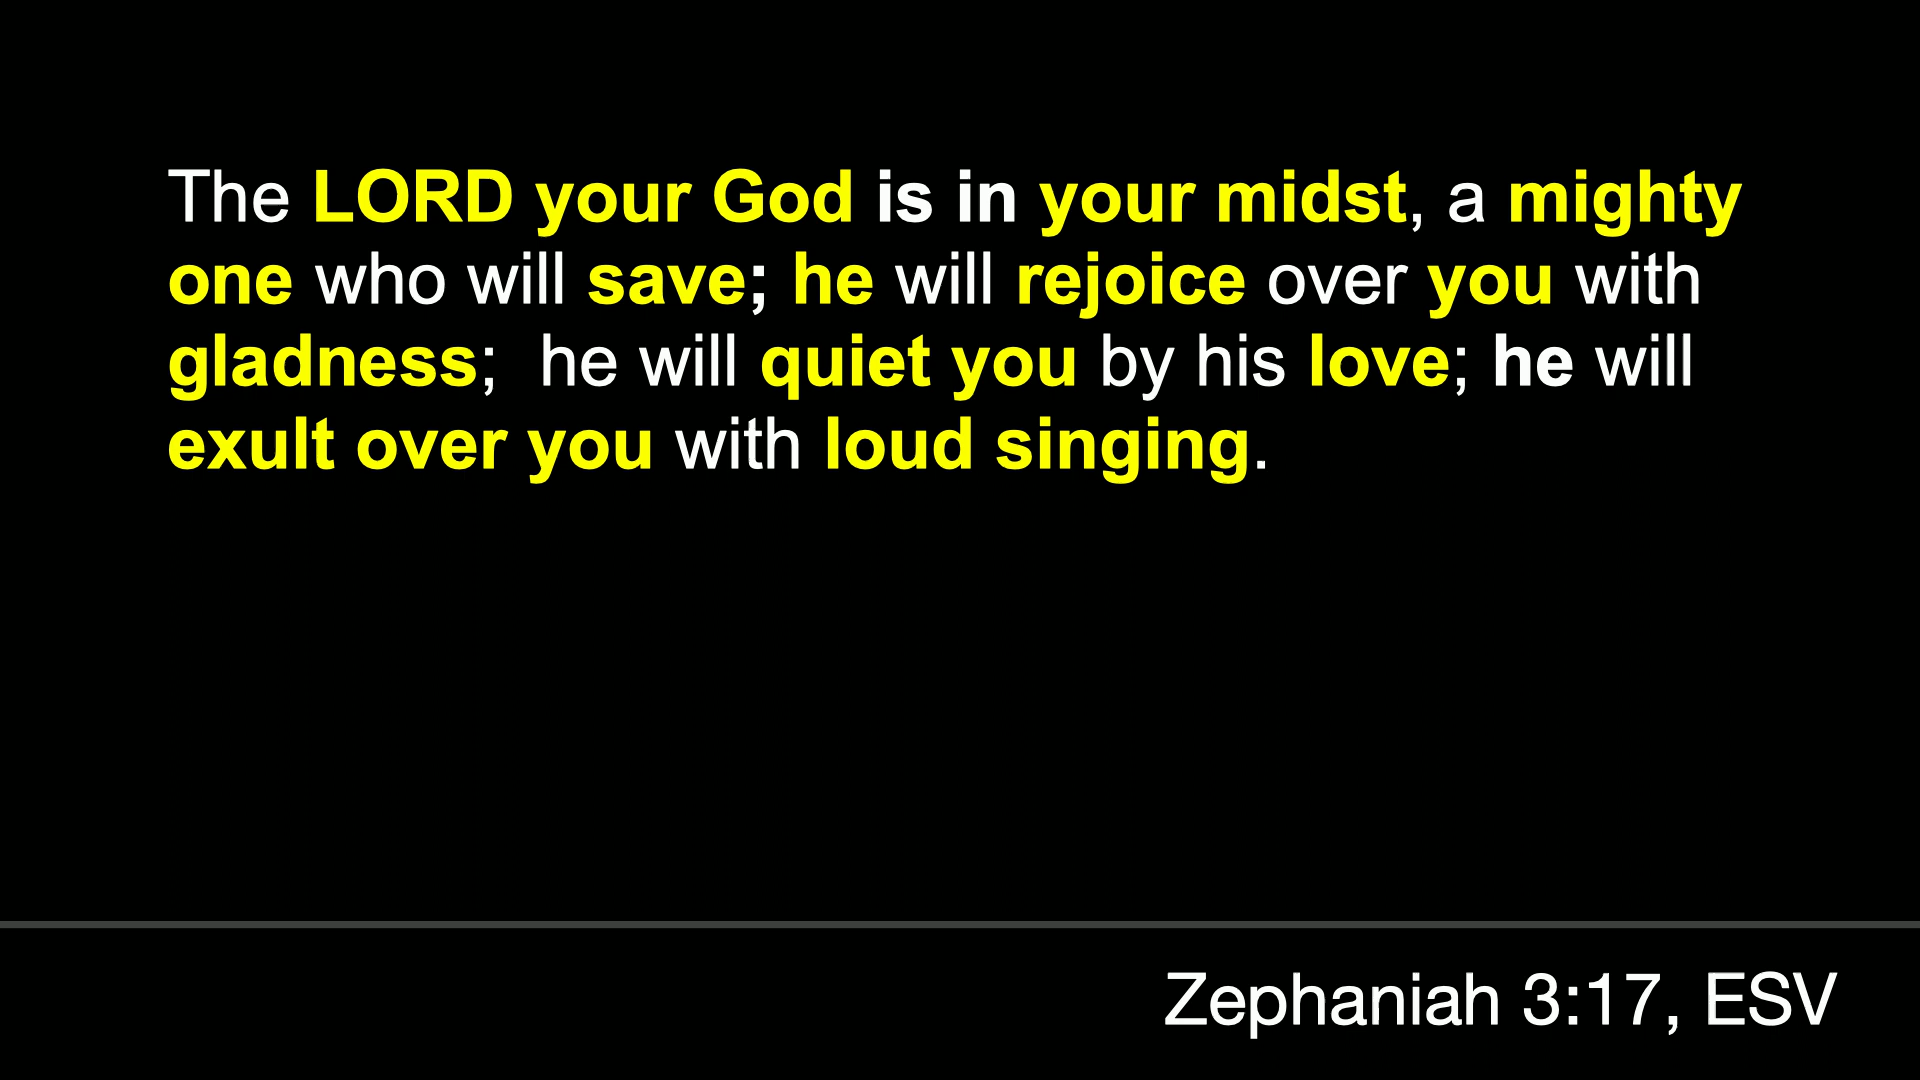 The LORD your God is in your midst, a mighty
one who will save; he will rejoice over you with
gladness;  he will quiet you by his love; he will
exult over you with loud singing.
Zephaniah 3:17, ESV